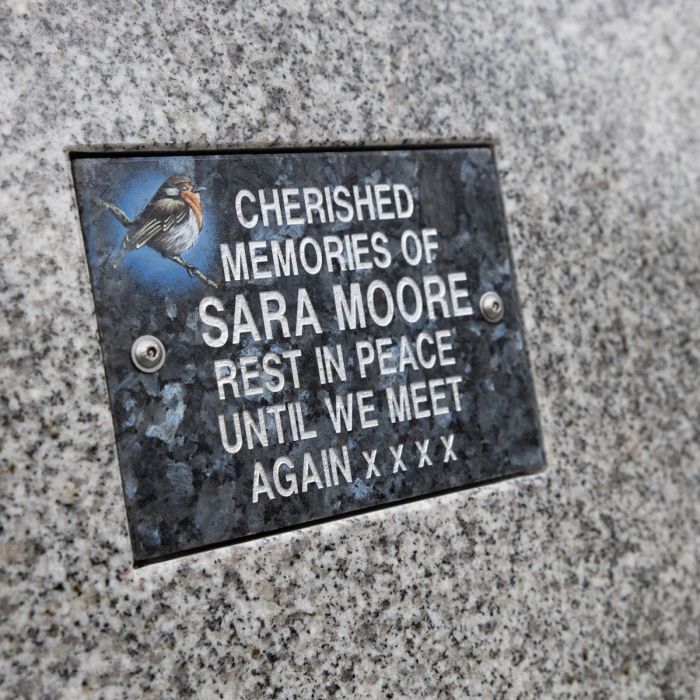 CHERISHED
MEMORIES OF
SARA MOORE
REST IN PEACE
UNTIL WE MEET
AGAIN X X X X